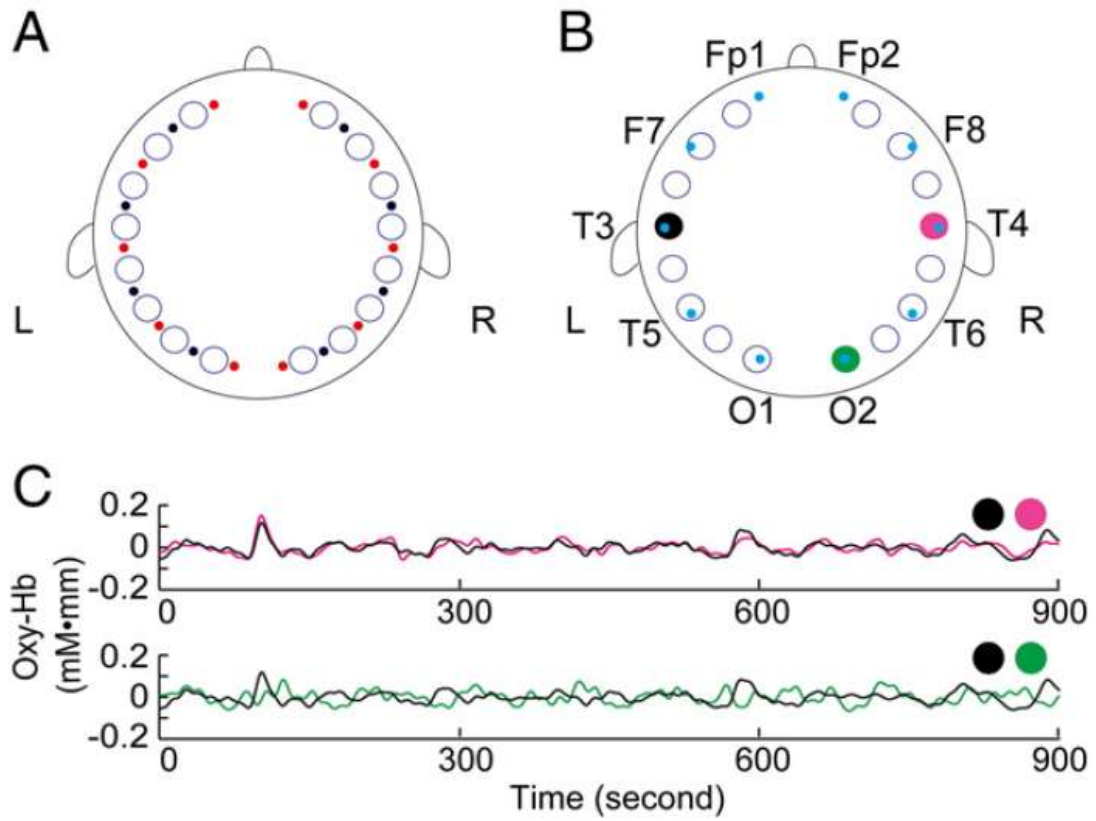 A
B
Fp1 Fp2
F7 F8
T3 T4
L R L T5 T6 R
O1 O2
C
0.2
0
-0.2
0 300 600 900
Oxy-Hb
(mM•mm)
0.2
0
-0.2
0 300 600 900
Time (second)